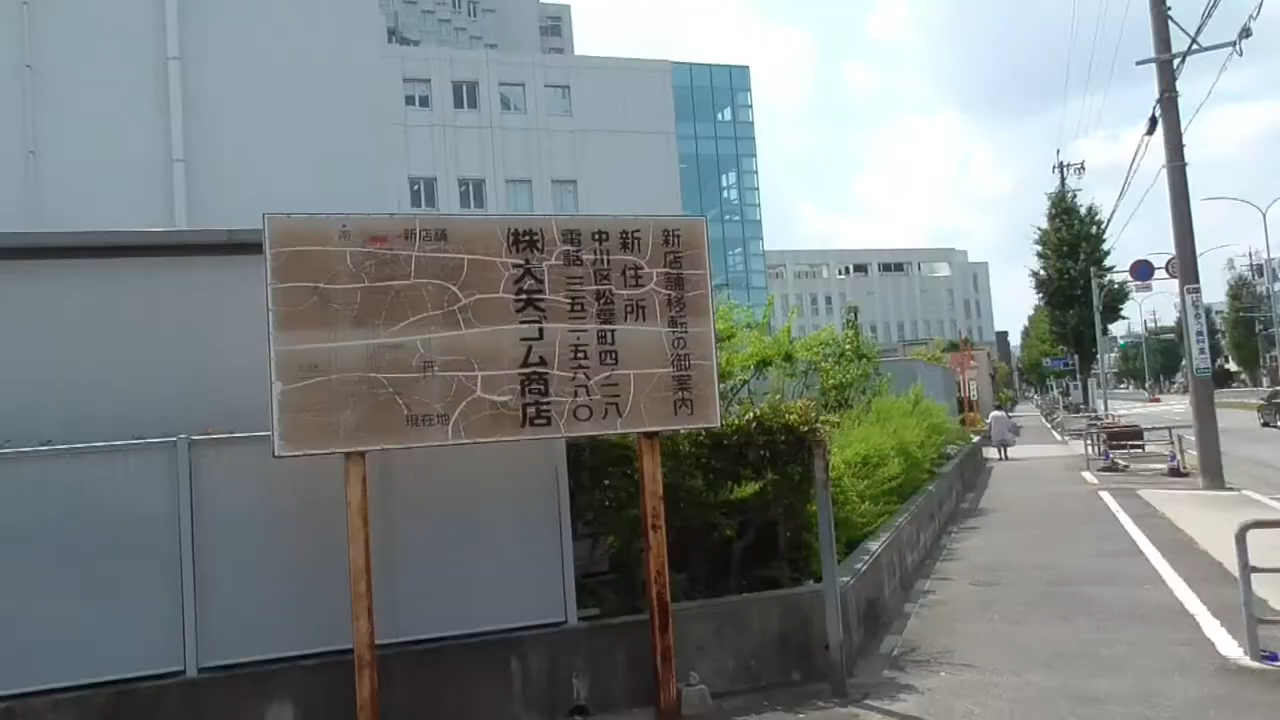 新店舗移転の御案内
新住所
中川区松葉町四ノ二八
電話 三五二-五六八〇
(株)大矢ゴム商店
新店舗
南
現在地